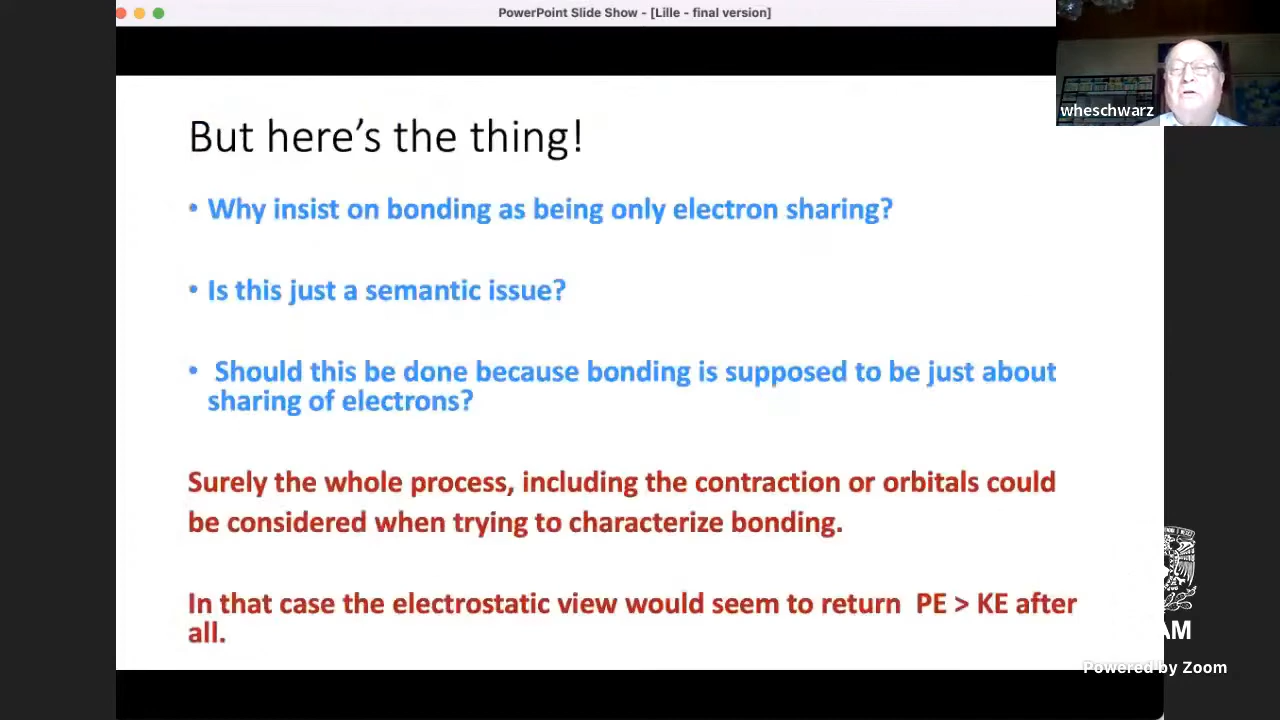 PowerPoint Slide Show - [Lille - final version]
wheschwarz
But here's the thing!
• Why insist on bonding as being only electron sharing?
• Is this just a semantic issue?
• Should this be done because bonding is supposed to be just about
sharing of electrons?
Surely the whole process, including the contraction or orbitals could
be considered when trying to characterize bonding.
In that case the electrostatic view would seem to return PE > KE after
all.
AM
Powered by Zoom